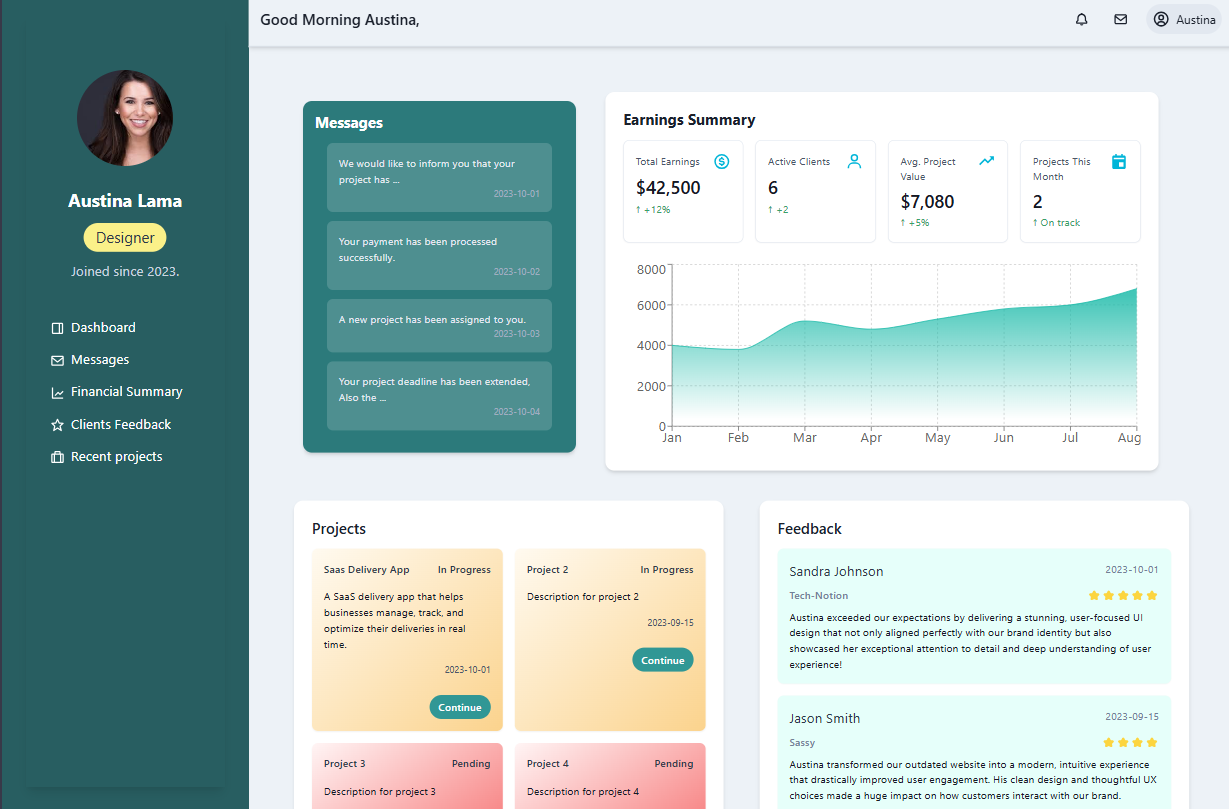 Good Morning Austina,
Austina
Austina Lama
Designer
Joined since 2023.
Dashboard
Messages
Financial Summary
Clients Feedback
Recent projects
Messages
We would like to inform you that your
project has ...
2023-10-01
Your payment has been processed
successfully.
2023-10-02
A new project has been assigned to you.
2023-10-03
Your project deadline has been extended,
Also the ...
2023-10-04
Earnings Summary
Total Earnings
$42,500
↑ +12%
Active Clients
6
↑ +2
Avg. Project
Value
$7,080
↑ +5%
Projects This
Month
2
↑ On track
8000
6000
4000
2000
0
Jan Feb Mar Apr May Jun Jul Aug
Projects
Saas Delivery App In Progress
A SaaS delivery app that helps
businesses manage, track, and
optimize their deliveries in real
time.
2023-10-01
Continue
Project 2 In Progress
Description for project 2
2023-09-15
Continue
Project 3 Pending
Description for project 3
Project 4 Pending
Description for project 4
Feedback
Sandra Johnson 2023-10-01
Tech-Notion
Austina exceeded our expectations by delivering a stunning, user-focused UI
design that not only aligned perfectly with our brand identity but also
showcased her exceptional attention to detail and deep understanding of user
experience!
Jason Smith 2023-09-15
Sassy
Austina transformed our outdated website into a modern, intuitive experience
that drastically improved user engagement. His clean design and thoughtful UX
choices made a huge impact on how customers interact with our brand.